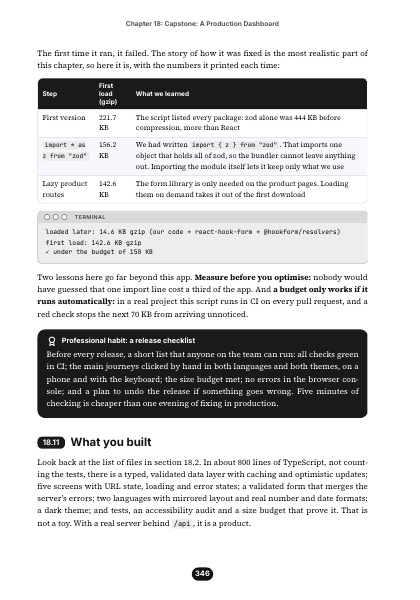 Chapter 18: Capstone: A Production Dashboard
The first time it ran, it failed. The story of how it was fixed is the most realistic part of
this chapter, so here it is, with the numbers it printed each time:
Step First load (gzip) What we learned
First version 221.7 KB The script listed every package: zod alone was 444 KB before
compression, more than React
import * as z from "zod" 156.2 KB We had written import { z } from "zod" . That imports one
object that holds all of zod, so the bundler cannot leave anything
out. Importing the module itself lets it keep only what we use
Lazy product routes 142.6 KB The form library is only needed on the product pages. Loading
them on demand takes it out of the first download
TERMINAL
loaded later: 14.6 KB gzip (our code + react-hook-form + @hookform/resolvers)
first load: 142.6 KB gzip
✓ under the budget of 150 KB
Two lessons here go far beyond this app. Measure before you optimise: nobody would
have guessed that one import line cost a third of the app. And a budget only works if it
runs automatically: in a real project this script runs in CI on every pull request, and a
red check stops the next 70 KB from arriving unnoticed.
Professional habit: a release checklist
Before every release, a short list that anyone on the team can run: all checks green
in CI; the main journeys clicked by hand in both languages and both themes, on a
phone and with the keyboard; the size budget met; no errors in the browser con-
sole; and a plan to undo the release if something goes wrong. Five minutes of
checking is cheaper than one evening of fixing in production.
18.11 What you built
Look back at the list of files in section 18.2. In about 800 lines of TypeScript, not count-
ing the tests, there is a typed, validated data layer with caching and optimistic updates;
five screens with URL state, loading and error states; a validated form that merges the
server's errors; two languages with mirrored layout and real number and date formats;
a dark theme; and tests, an accessibility audit and a size budget that prove it. That is
not a toy. With a real server behind /api , it is a product.
346